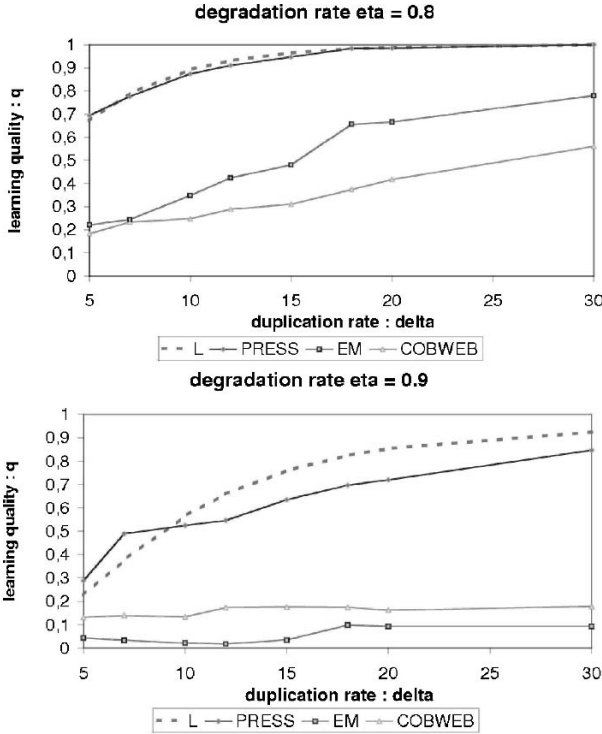 degradation rate eta = 0.8
learning quality : q
1
0,9
0,8
0,7
0,6
0,5
0,4
0,3
0,2
0,1
0
5 10 15 20 25 30
duplication rate : delta
L PRESS EM COBWEB
degradation rate eta = 0.9
learning quality : q
1
0,9
0,8
0,7
0,6
0,5
0,4
0,3
0,2
0,1
0
5 10 15 20 25 30
duplication rate : delta
L PRESS EM COBWEB